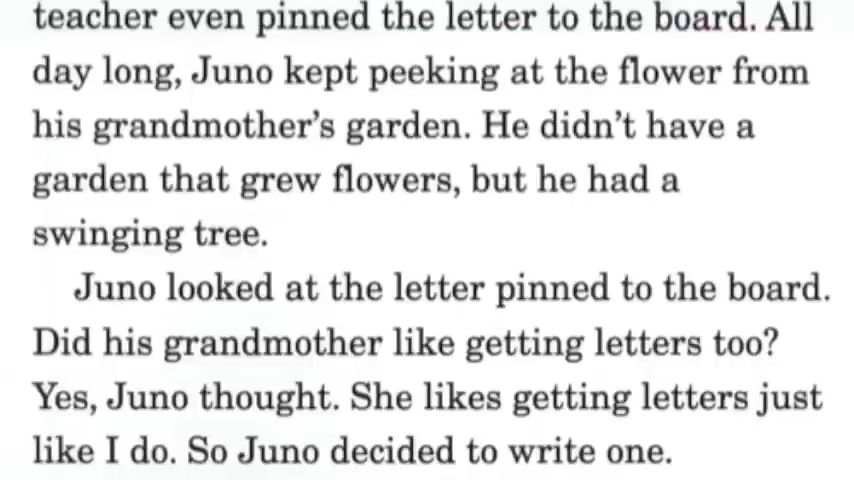 teacher even pinned the letter to the board. All
day long, Juno kept peeking at the flower from
his grandmother's garden. He didn't have a
garden that grew flowers, but he had a
swinging tree.
Juno looked at the letter pinned to the board.
Did his grandmother like getting letters too?
Yes, Juno thought. She likes getting letters just
like I do. So Juno decided to write one.